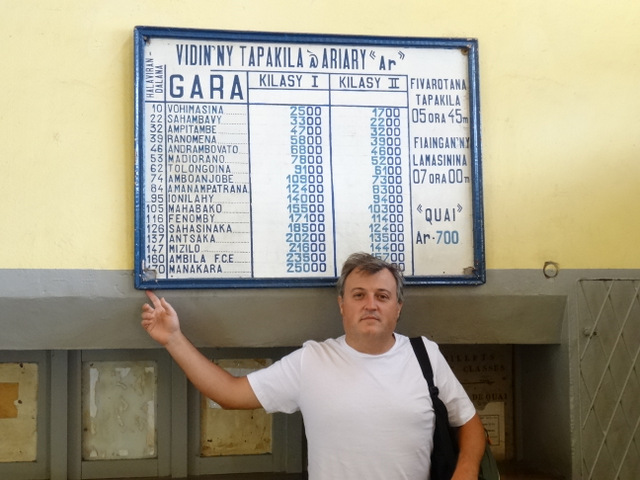 VIDIN'NY TAPAKILA à ARIARY "Ar"
HALAVIRAN-DALANA GARA KILASY I KILASY II
10 VOHIMASINA 2500 1700
22 SAHAMBAVY 3300 2200
32 AMPITAMBE 4700 3200
39 RANOMENA 5800 3900
46 ANDRAMBOVATO 6800 4600
53 MADIORANO 7800 5200
62 TOLONGOINA 9100 6100
74 AMBOANJOBE 10900 7300
84 AMANAMPATRANA 12400 8300
95 IONILAHY 14000 9400
105 MAHABAKO 15500
116 FENOMBY 17100 11400
126 SAHASINAKA 18500 12400
137 ANTSAKA 20200 13500
147 MIZILO 21600 14400
160 AMBILA F.C.E 23500
170 MANAKARA 25000
FIVAROTANA
TAPAKILA
05 ORA 45m
FIAINGAN'NY
LAMASININA
07 ORA 00m
"QUAI"
Ar.700